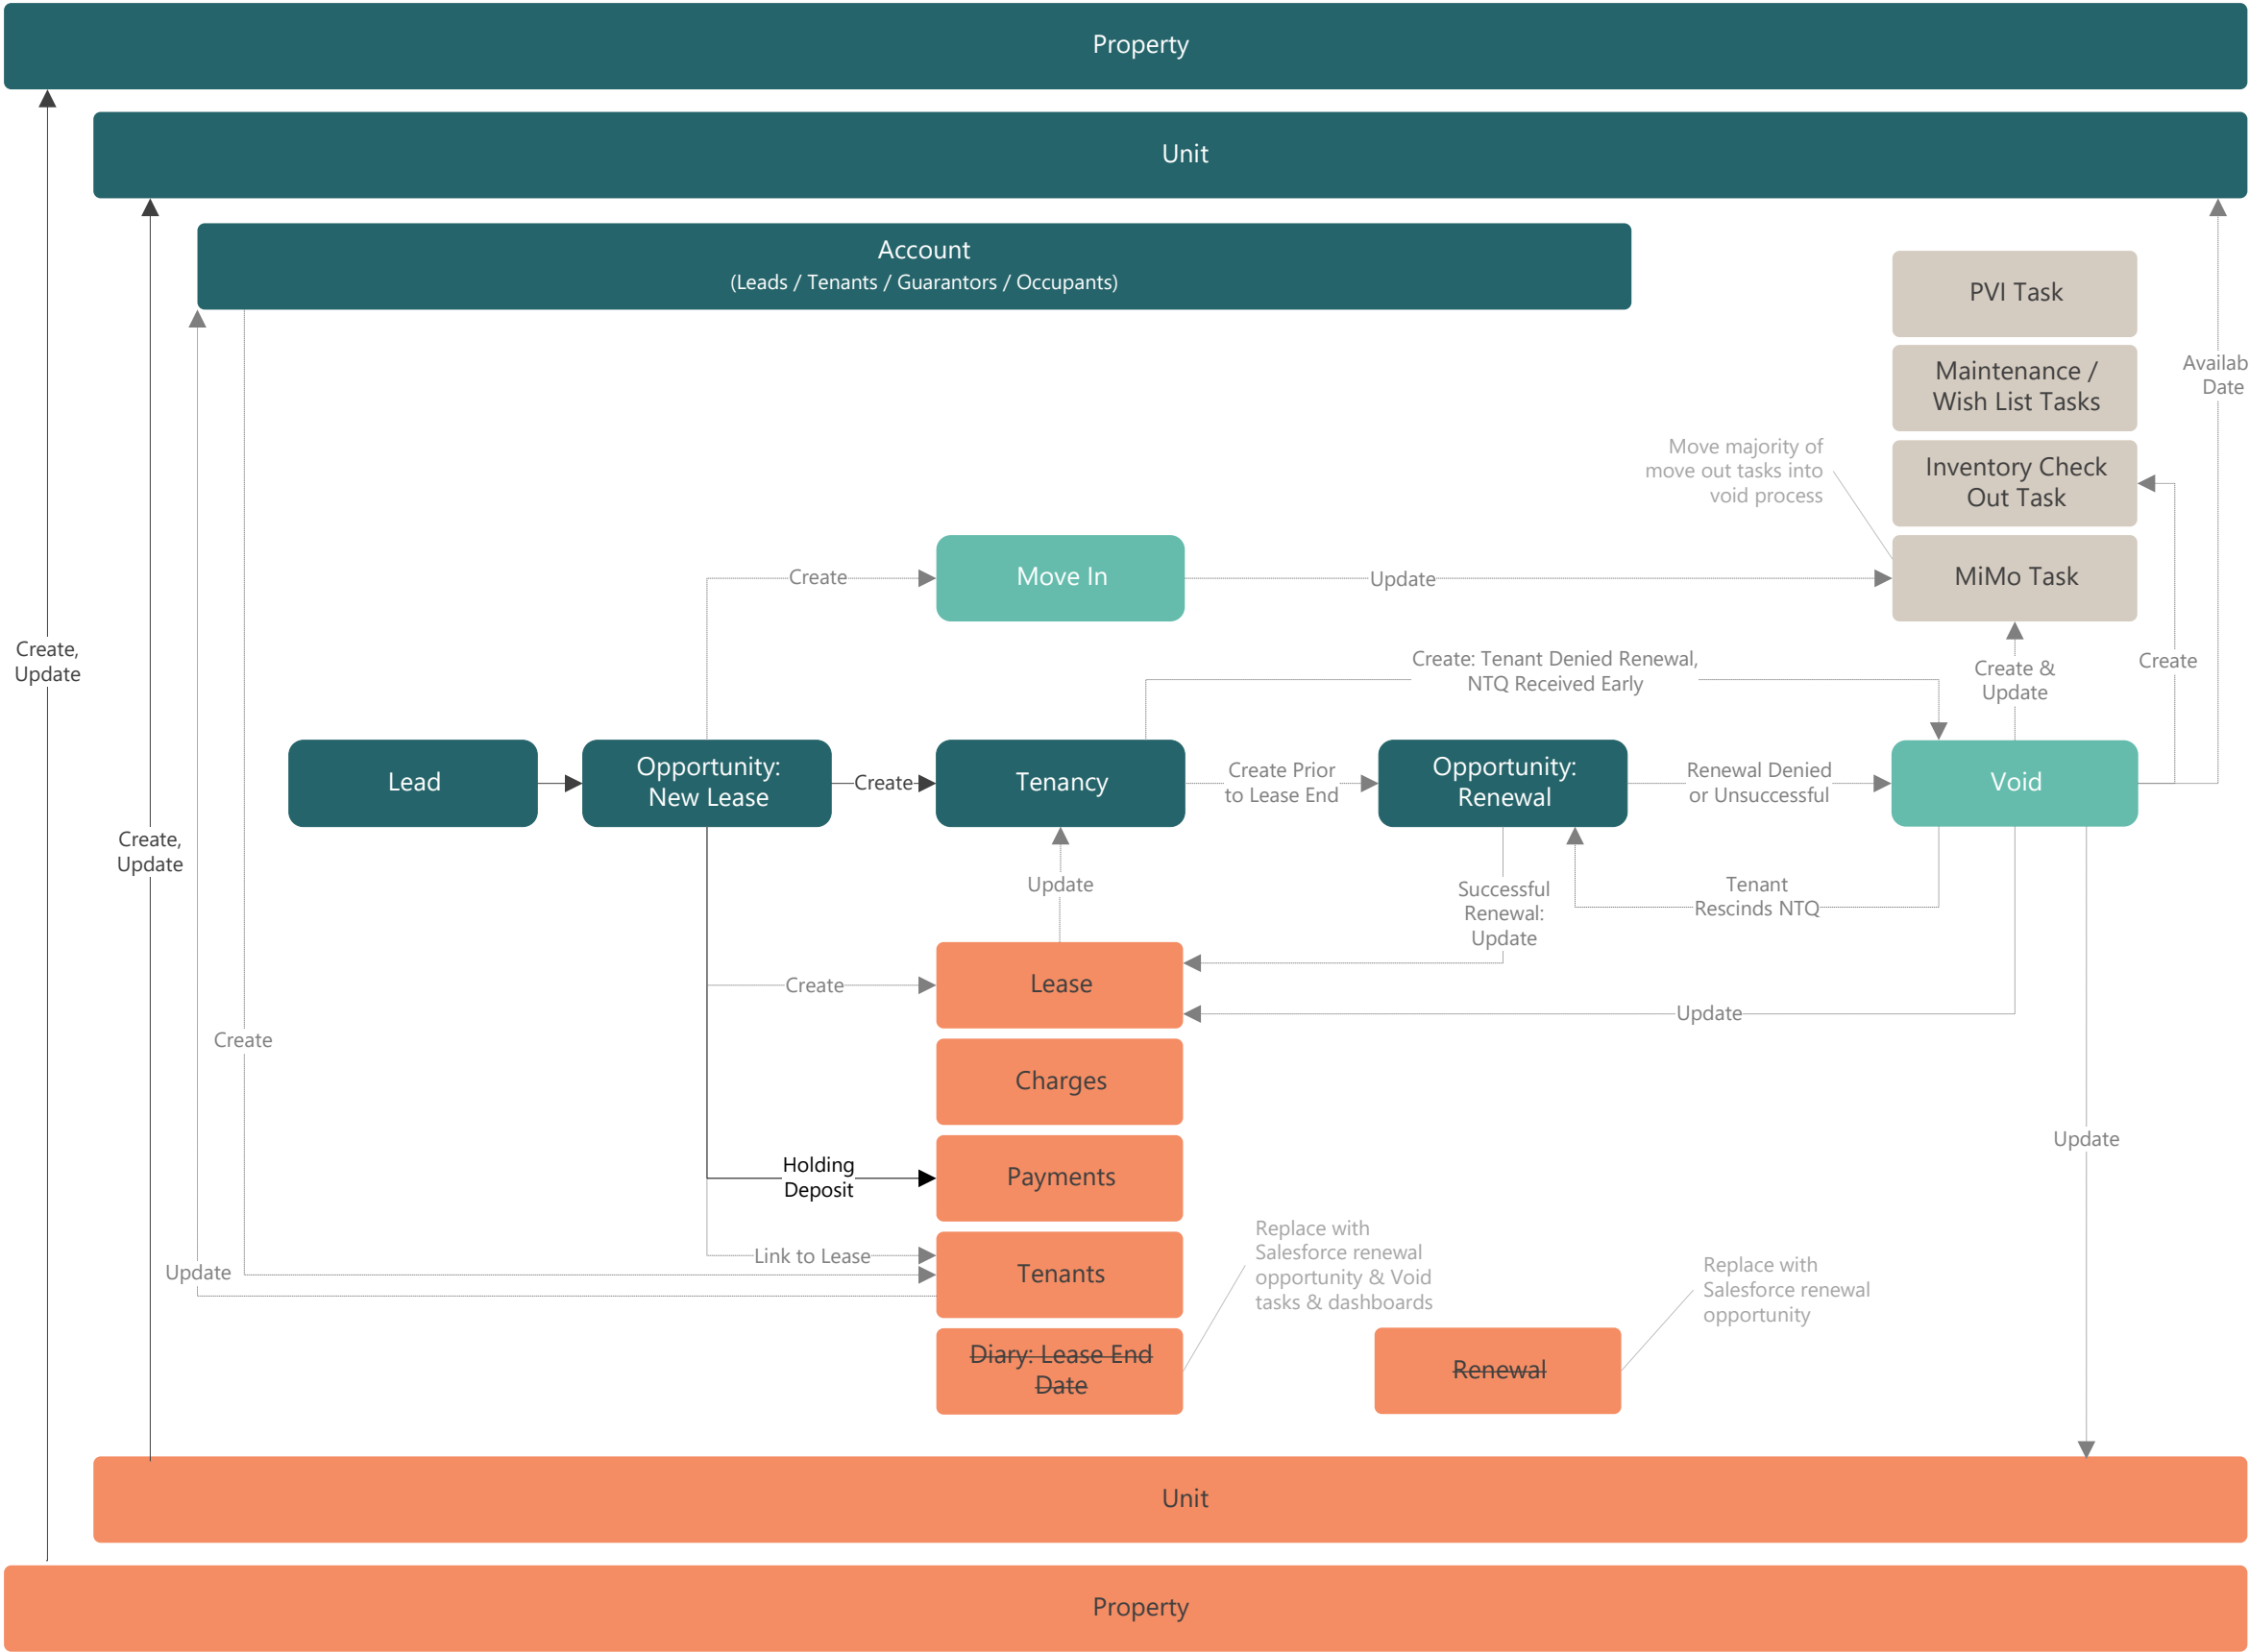 Property
Unit
Account
(Leads / Tenants / Guarantors / Occupants)
PVI Task
Maintenance /
Wish List Tasks
Availab
Date
Move majority of
move out tasks into
void process
Inventory Check
Out Task
Create
Move In
Update
MiMo Task
Create,
Update
Create: Tenant Denied Renewal,
NTQ Received Early
Create &
Update
Create
Lead
Opportunity:
New Lease
Create
Tenancy
Create Prior
to Lease End
Opportunity:
Renewal
Renewal Denied
or Unsuccessful
Void
Create,
Update
Update
Successful
Renewal:
Update
Tenant
Rescinds NTQ
Create
Lease
Update
Create
Charges
Update
Holding
Deposit
Payments
Link to Lease
Update
Tenants
Replace with
Salesforce renewal
opportunity & Void
tasks & dashboards
Replace with
Salesforce renewal
opportunity
Diary: Lease End
Date
Renewal
Unit
Property